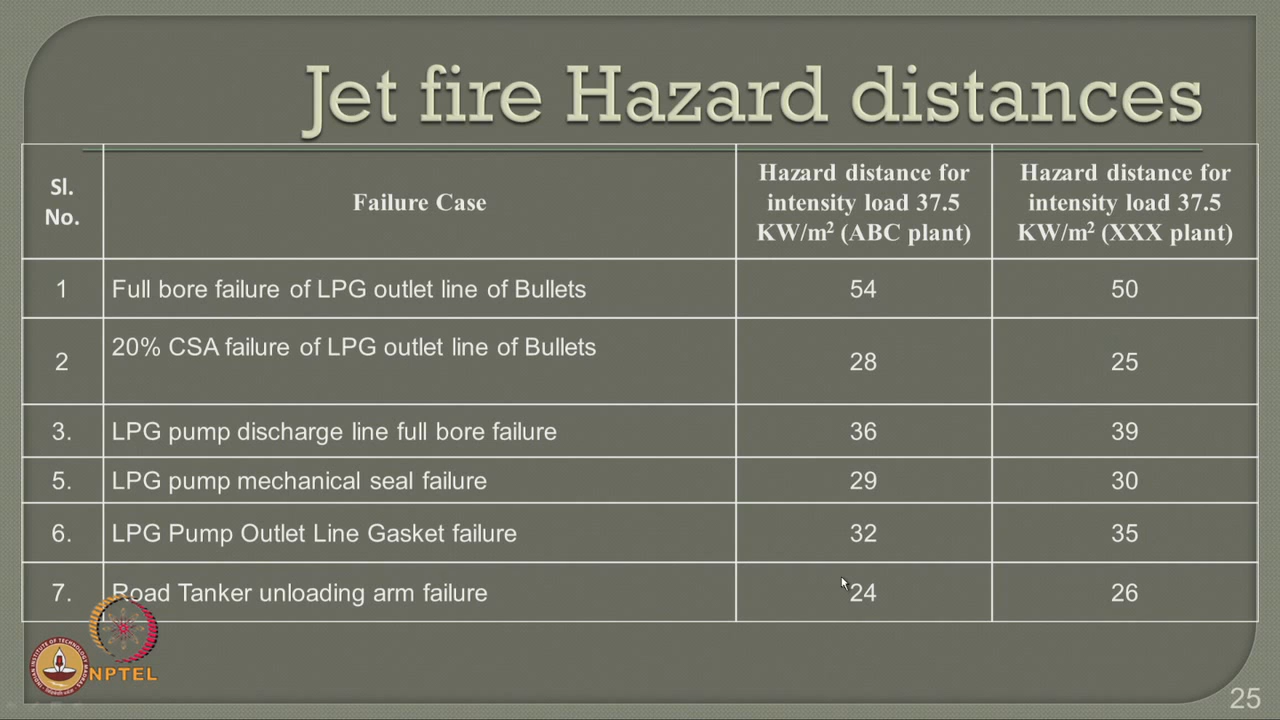 Jet fire Hazard distances
Sl.
No.
Failure Case
Hazard distance for
intensity load 37.5
KW/m² (ABC plant)
Hazard distance for
intensity load 37.5
KW/m² (XXX plant)
1
Full bore failure of LPG outlet line of Bullets
54
50
2
20% CSA failure of LPG outlet line of Bullets
28
25
3.
LPG pump discharge line full bore failure
36
39
5.
LPG pump mechanical seal failure
29
30
6.
LPG Pump Outlet Line Gasket failure
32
35
7.
Road Tanker unloading arm failure
24
26
NPTEL
25